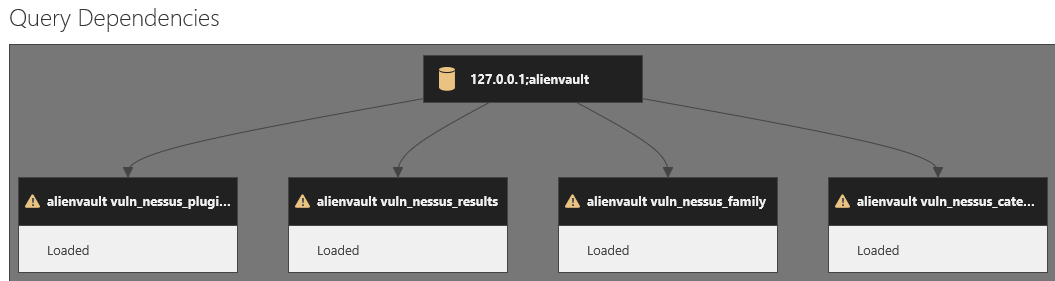 Query Dependencies
127.0.0.1;alienvault
alienvault vuln_nessus_plugi...
alienvault vuln_nessus_results
alienvault vuln_nessus_family
alienvault vuln_nessus_cate...
Loaded
Loaded
Loaded
Loaded